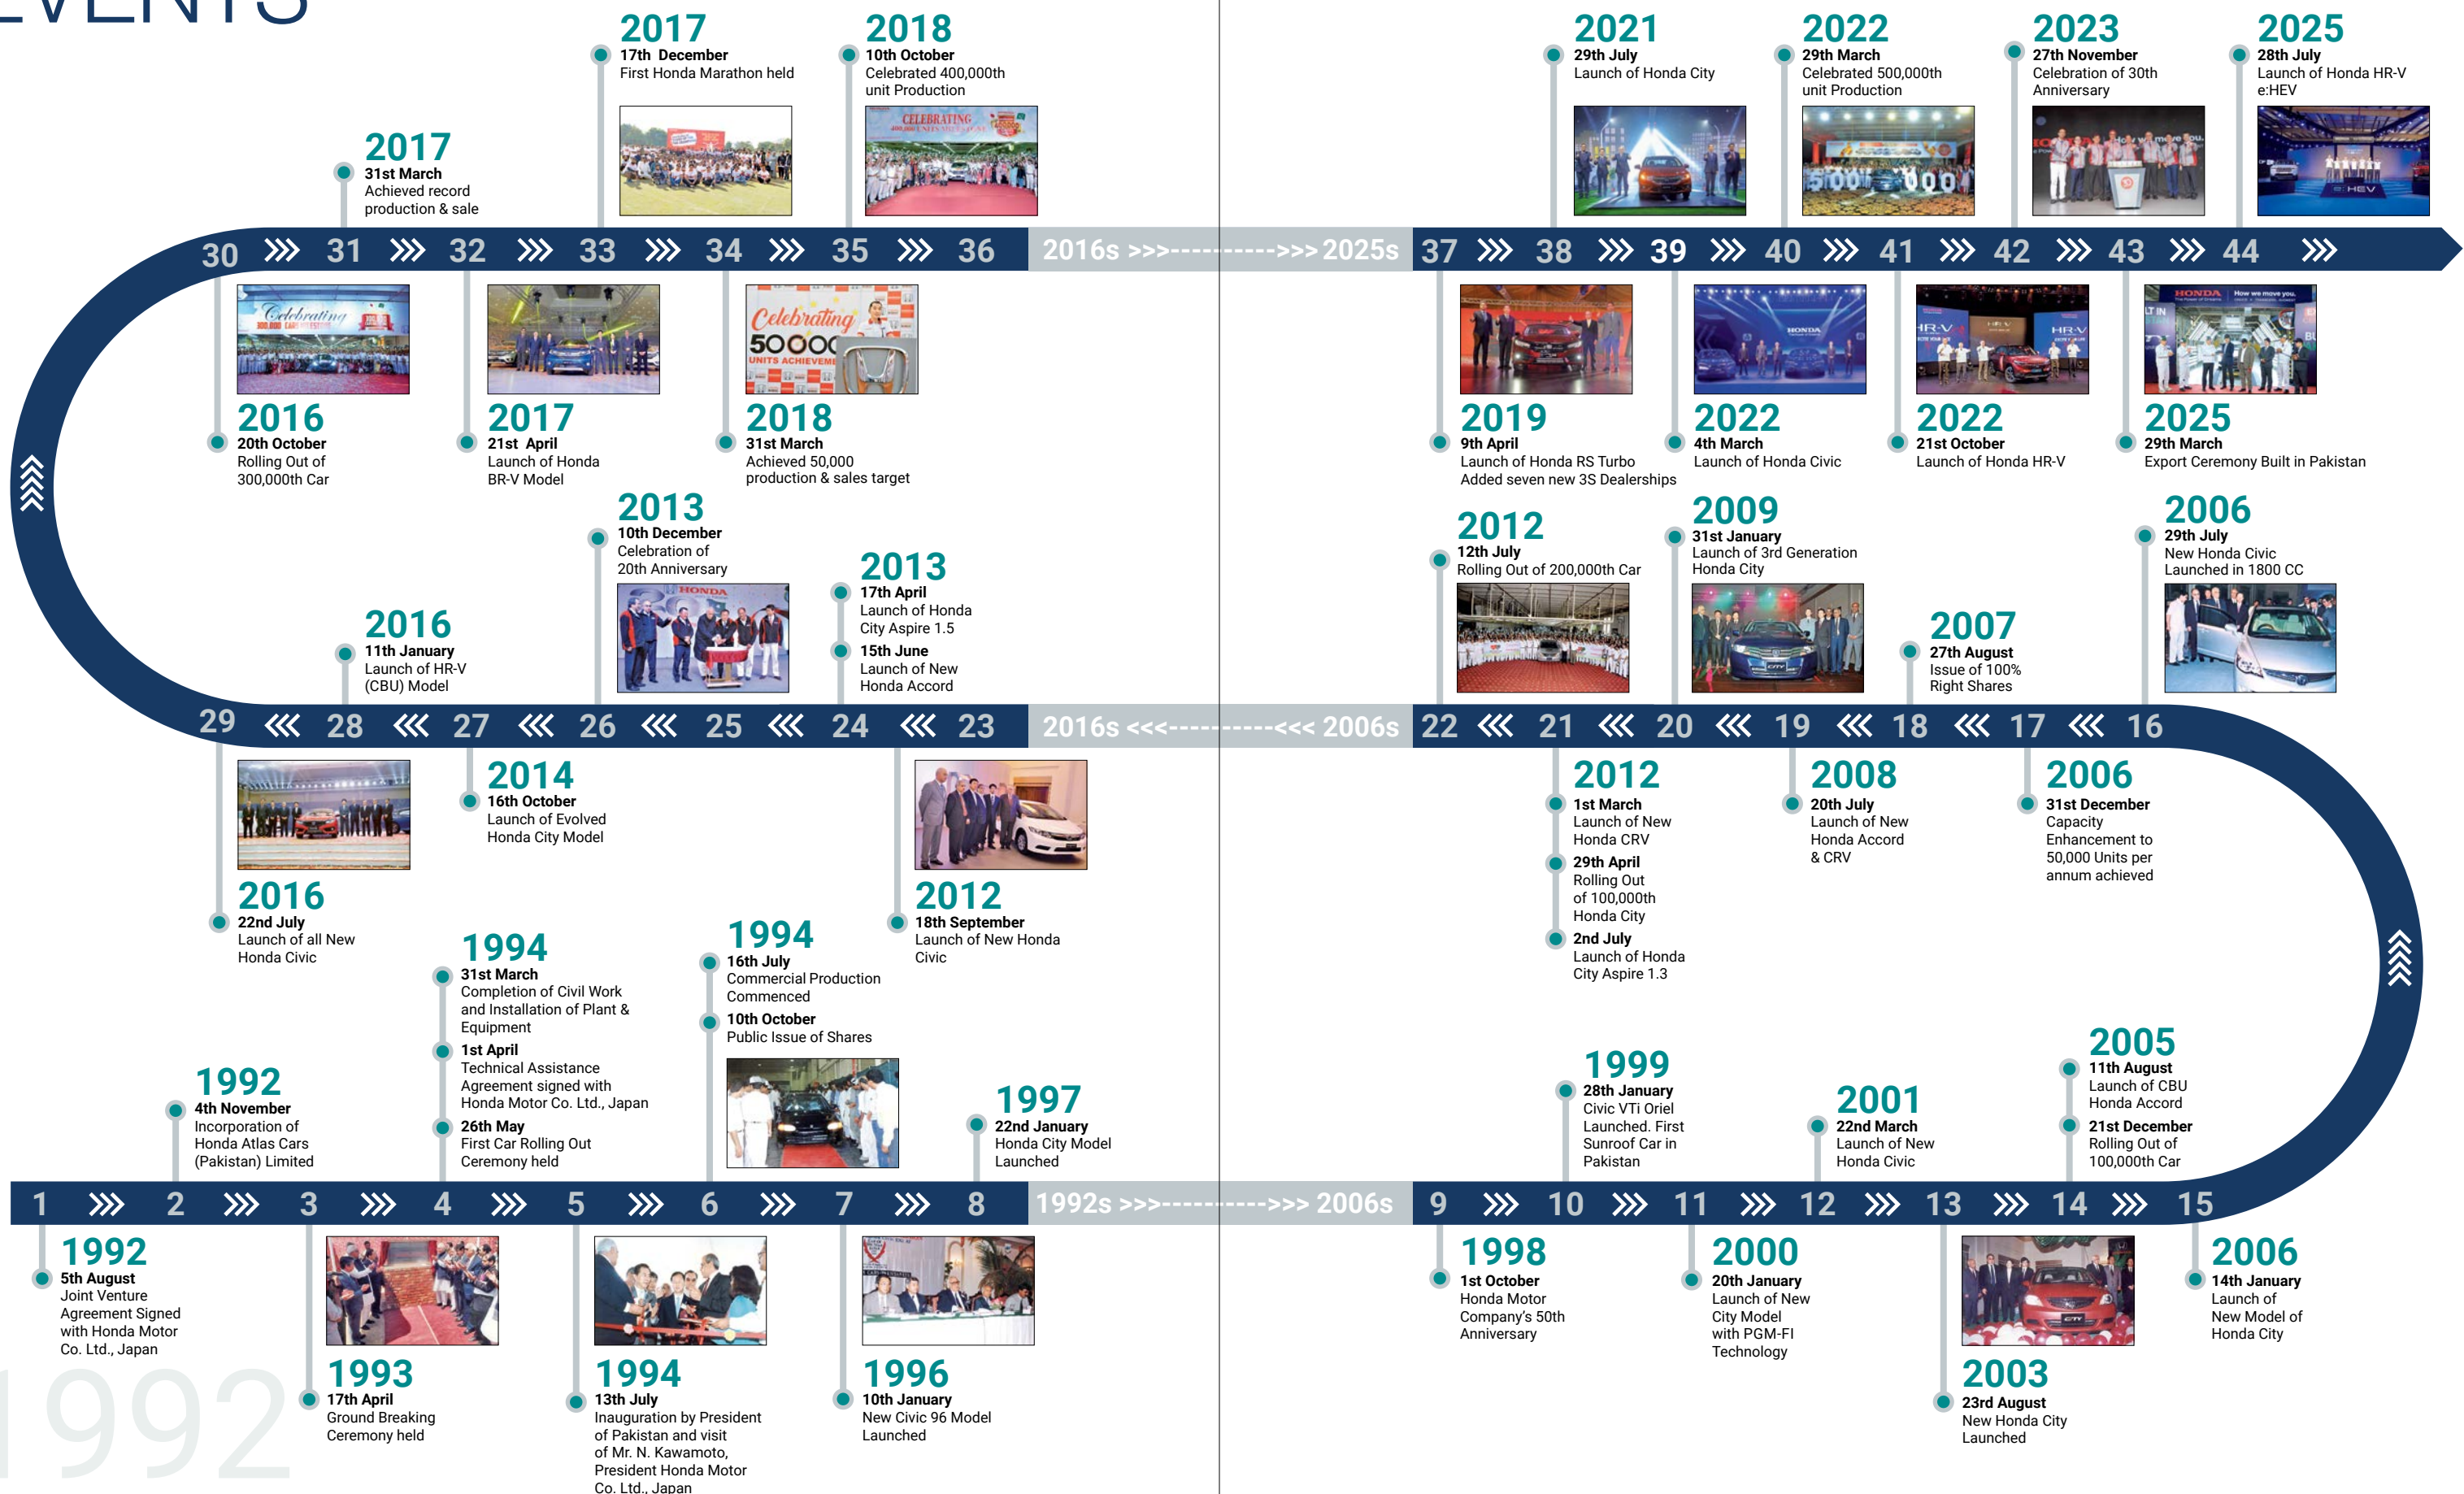 EVENTS
2017
17th December
First Honda Marathon held
2018
10th October
Celebrated 400,000th
unit Production
2021
29th July
Launch of Honda City
2022
29th March
Celebrated 500,000th
unit Production
2023
27th November
Celebration of 30th
Anniversary
2025
28th July
Launch of Honda HR-V
e:HEV
2017
31st March
Achieved record
production & sale
CELEBRATING
e:HEV
30 31 32 33 34 35 36 2016s >>>----------->>> 2025s 37 38 39 40 41 42 43 44
Celebrating
300,000 CARS MILESTONE
Celebrating
50000
UNITS ACHIEVEME
HONDA
HR-V
HR-V
HR-V
HONDA
How we move you.
2016
20th October
Rolling Out of
300,000th Car
2017
21st April
Launch of Honda
BR-V Model
2018
31st March
Achieved 50,000
production & sales target
2019
9th April
Launch of Honda RS Turbo
Added seven new 3S Dealerships
2022
4th March
Launch of Honda Civic
2022
21st October
Launch of Honda HR-V
2025
29th March
Export Ceremony Built in Pakistan
2016
11th January
Launch of HR-V
(CBU) Model
2013
10th December
Celebration of
20th Anniversary
HONDA
2013
17th April
Launch of Honda
City Aspire 1.5
15th June
Launch of New
Honda Accord
2012
12th July
Rolling Out of 200,000th Car
2009
31st January
Launch of 3rd Generation
Honda City
CITY
2007
27th August
Issue of 100%
Right Shares
2006
29th July
New Honda Civic
Launched in 1800 CC
29 28 27 26 25 24 23 2016s <<<-----------<<< 2006s 22 21 20 19 18 17 16
2016
22nd July
Launch of all New
Honda Civic
2014
16th October
Launch of Evolved
Honda City Model
2012
18th September
Launch of New Honda
Civic
2012
1st March
Launch of New
Honda CRV
29th April
Rolling Out
of 100,000th
Honda City
2nd July
Launch of Honda
City Aspire 1.3
2008
20th July
Launch of New
Honda Accord
& CRV
2006
31st December
Capacity
Enhancement to
50,000 Units per
annum achieved
1992
4th November
Incorporation of
Honda Atlas Cars
(Pakistan) Limited
1994
31st March
Completion of Civil Work
and Installation of Plant &
Equipment
1st April
Technical Assistance
Agreement signed with
Honda Motor Co. Ltd., Japan
26th May
First Car Rolling Out
Ceremony held
1994
16th July
Commercial Production
Commenced
10th October
Public Issue of Shares
1997
22nd January
Honda City Model
Launched
1999
28th January
Civic VTi Oriel
Launched. First
Sunroof Car in
Pakistan
2001
22nd March
Launch of New
Honda Civic
2005
11th August
Launch of CBU
Honda Accord
21st December
Rolling Out of
100,000th Car
1 2 3 4 5 6 7 8 1992s >>>----------->>> 2006s 9 10 11 12 13 14 15
1992
5th August
Joint Venture
Agreement Signed
with Honda Motor
Co. Ltd., Japan
1993
17th April
Ground Breaking
Ceremony held
1994
13th July
Inauguration by President
of Pakistan and visit
of Mr. N. Kawamoto,
President Honda Motor
Co. Ltd., Japan
1996
10th January
New Civic 96 Model
Launched
1998
1st October
Honda Motor
Company's 50th
Anniversary
2000
20th January
Launch of New
City Model
with PGM-FI
Technology
CITY
2003
23rd August
New Honda City
Launched
2006
14th January
Launch of
New Model of
Honda City
1992